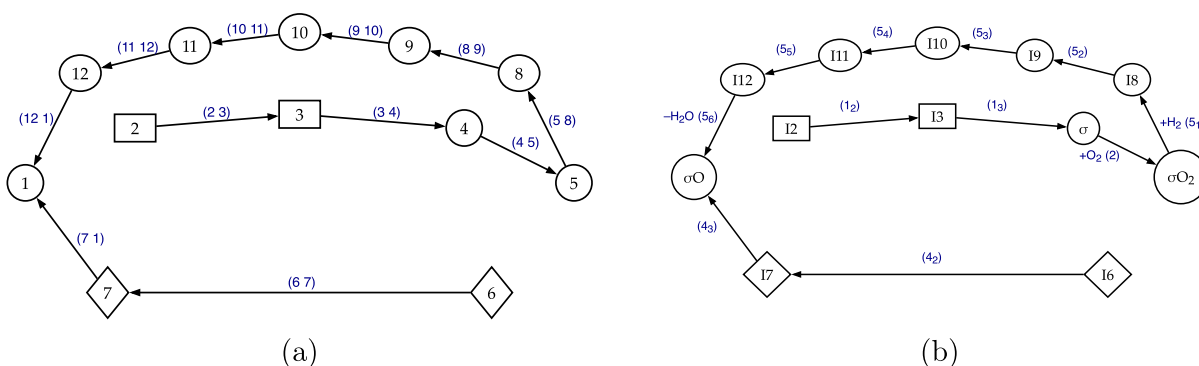 (10 11)
10
(9 10)
(11 12)
11
9
(8 9)
12
8
(12 1)
2
(2 3)
3
(3 4)
4
(4 5)
(5 8)
1
5
(7 1)
7
(6 7)
6
(a)
(5₄)
I10
(5₃)
(5₅)
I11
I9
(5₂)
I12
I8
–H₂O (5₆)
I2
(1₂)
I3
(1₃)
σ
+H₂ (5₁
+O₂ (2)
σO
σO₂
(4₃)
I7
(4₂)
I6
(b)